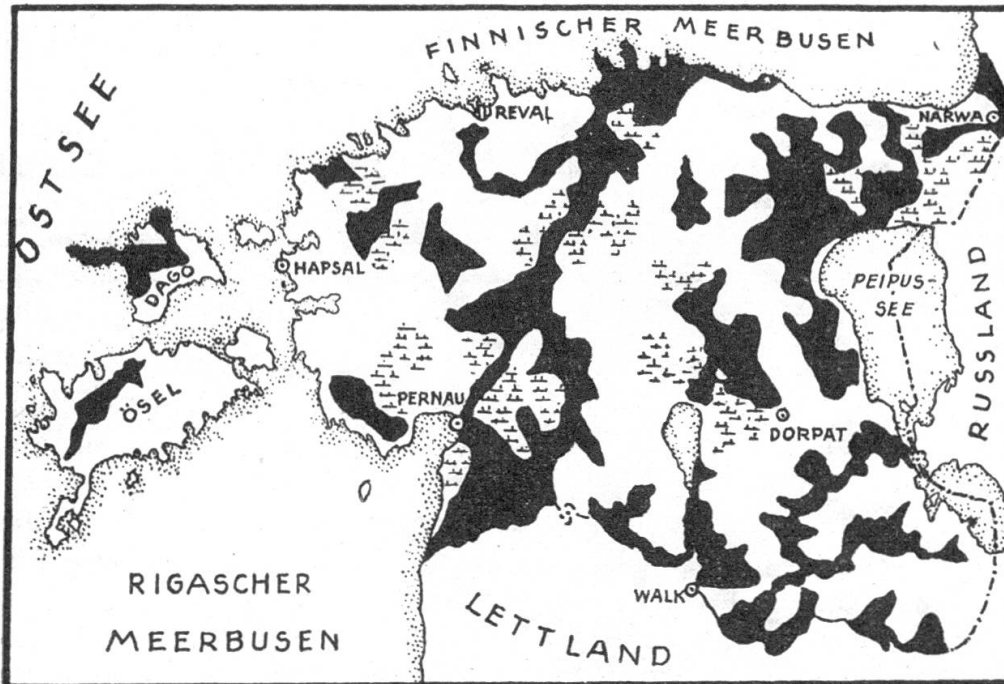 FINNISCHER MEERBUSEN
OSTSEE
REVAL
NARWA
HAPSAL
DAGO
PEIPUS-
SEE
RUSSLAND
ÖSEL
PERNAU
DORPAT
RIGASCHER
MEERBUSEN
WALK
LETTLAND